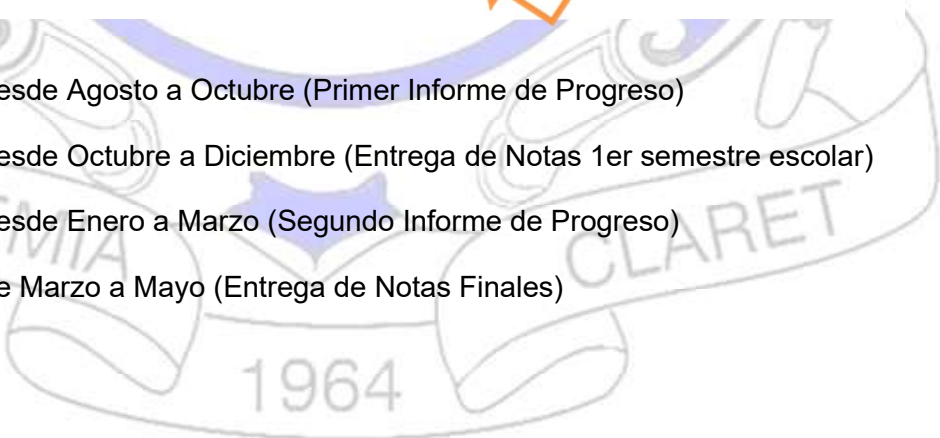 esde Agosto a Octubre (Primer Informe de Progreso)
esde Octubre a Diciembre (Entrega de Notas 1er semestre escolar)
esde Enero a Marzo (Segundo Informe de Progreso)
e Marzo a Mayo (Entrega de Notas Finales)
EMIA
CLARET
1964